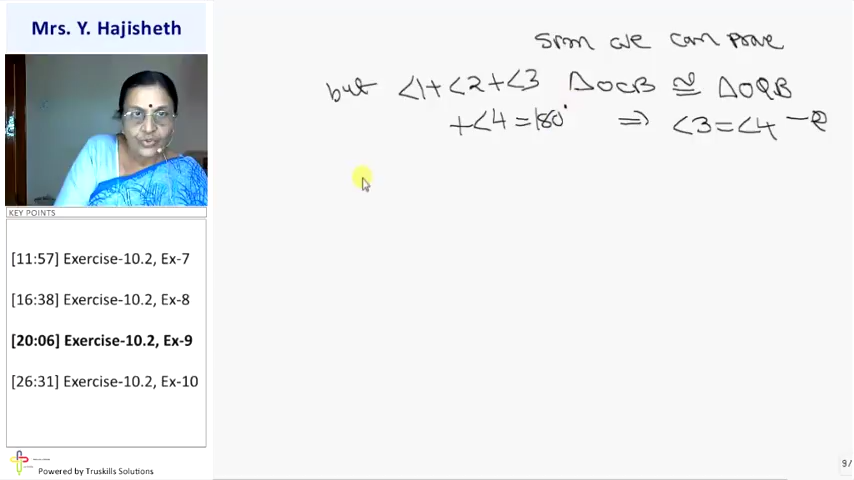 Mrs. Y. Hajisheth
KEY POINTS
[11:57] Exercise-10.2, Ex-7
[16:38] Exercise-10.2, Ex-8
[20:06] Exercise-10.2, Ex-9
[26:31] Exercise-10.2, Ex-10
Powered by Truskills Solutions
we can prove
but ∠1+∠2+∠3 ΔOCB ≅ ΔOQB
+∠4=180° ⇒ ∠3=∠4 —2
9/